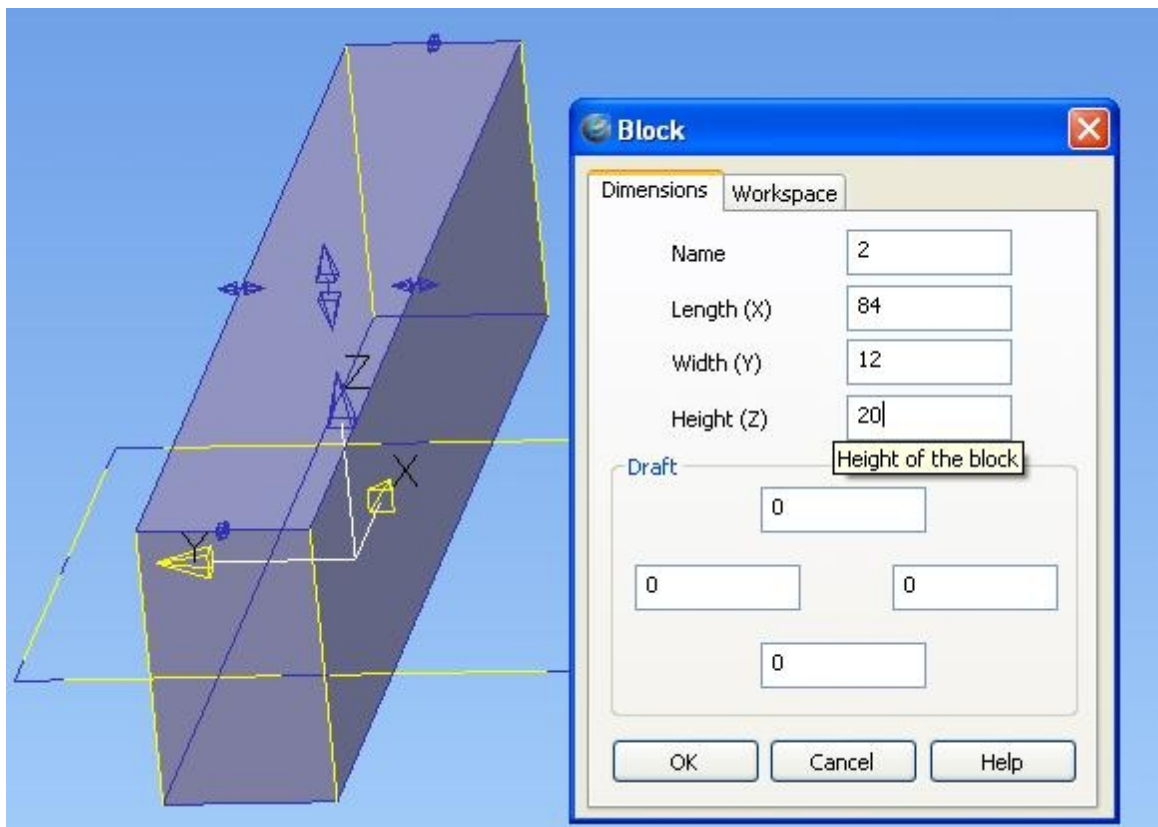 Z
X
Y
Block
Dimensions
Workspace
Name
2
Length (X)
84
Width (Y)
12
Height (Z)
20
Height of the block
Draft
0
0
0
0
OK
Cancel
Help